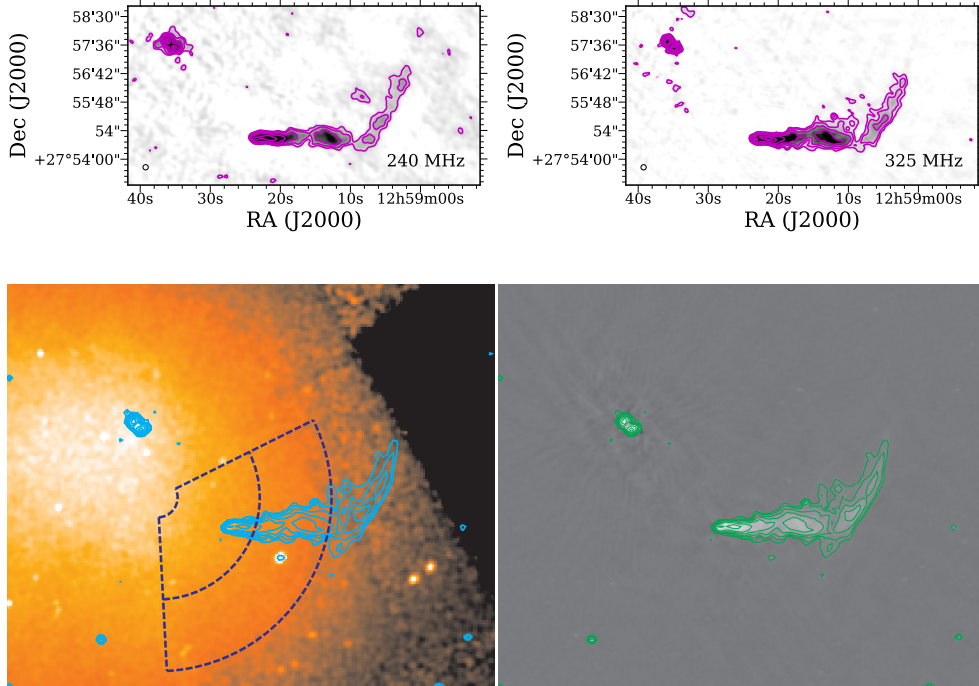 58'30"
57'36"
56'42"
55'48"
54"
+27°54'00"
Dec (J2000)
240 MHz
40s 30s 20s 10s 12h59m00s
RA (J2000)
58'30"
57'36"
56'42"
55'48"
54"
+27°54'00"
Dec (J2000)
325 MHz
40s 30s 20s 10s 12h59m00s
RA (J2000)